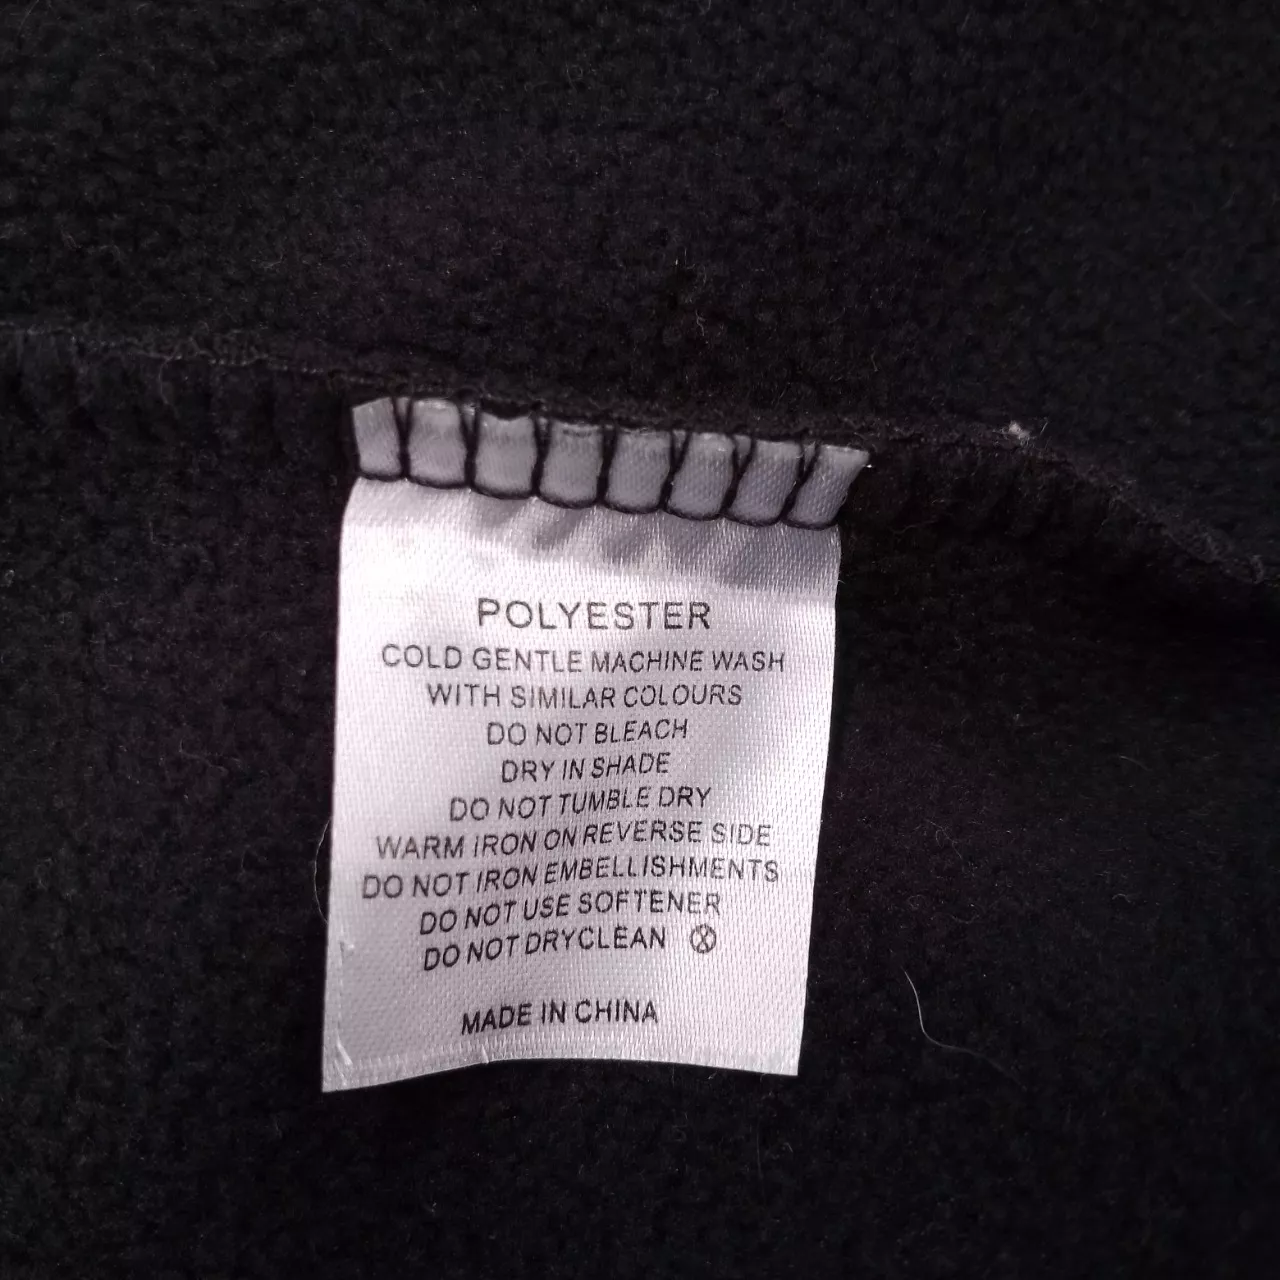 POLYESTER
COLD GENTLE MACHINE WASH
WITH SIMILAR COLOURS
DO NOT BLEACH
DRY IN SHADE
DO NOT TUMBLE DRY
WARM IRON ON REVERSE SIDE
DO NOT IRON EMBELLISHMENTS
DO NOT USE SOFTENER
DO NOT DRYCLEAN
MADE IN CHINA